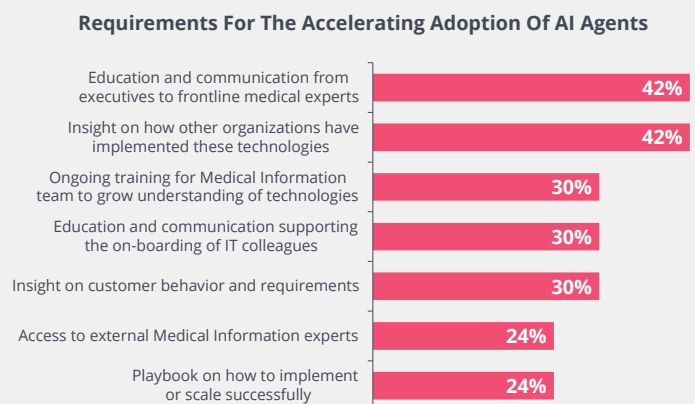 Requirements For The Accelerating Adoption Of AI Agents
Education and communication from
executives to frontline medical experts
42%
Insight on how other organizations have
implemented these technologies
42%
Ongoing training for Medical Information
team to grow understanding of technologies
30%
Education and communication supporting
the on-boarding of IT colleagues
30%
Insight on customer behavior and requirements
30%
Access to external Medical Information experts
24%
Playbook on how to implement
or scale successfully
24%